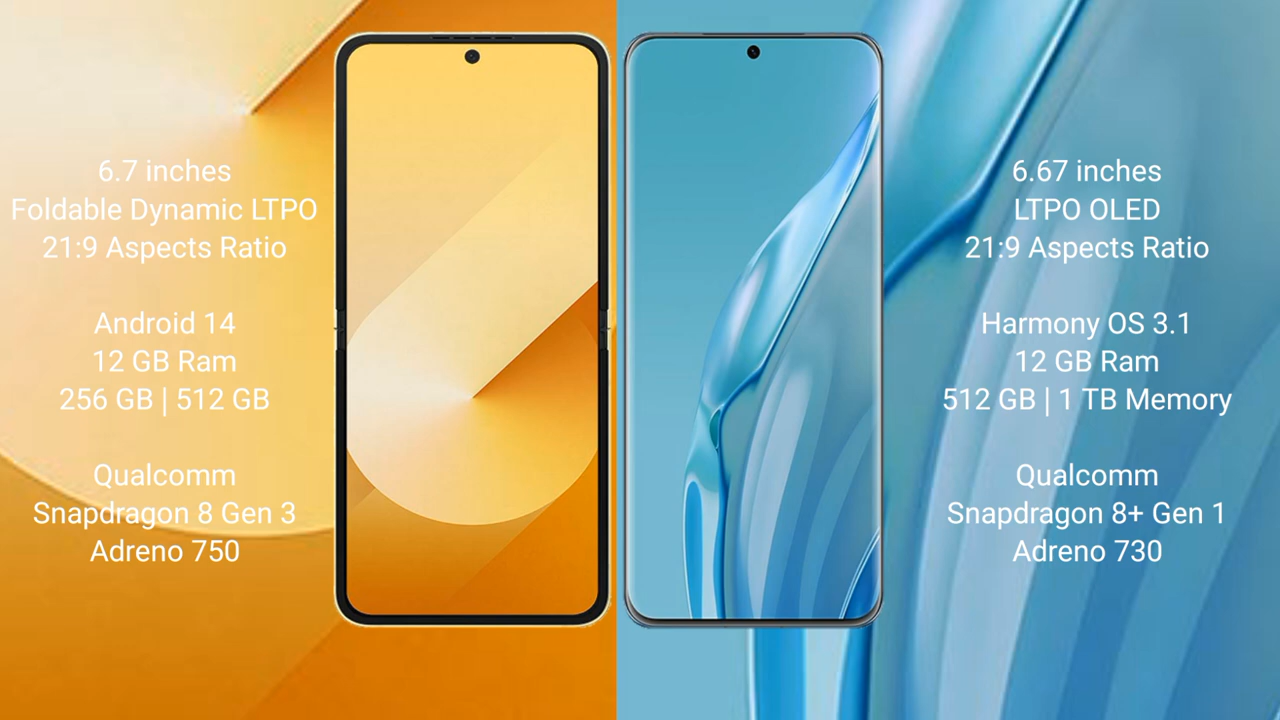 6.7 inches
Foldable Dynamic LTPO
21:9 Aspects Ratio
Android 14
12 GB Ram
256 GB | 512 GB
Qualcomm
Snapdragon 8 Gen 3
Adreno 750
6.67 inches
LTPO OLED
21:9 Aspects Ratio
Harmony OS 3.1
12 GB Ram
512 GB | 1 TB Memory
Qualcomm
Snapdragon 8+ Gen 1
Adreno 730